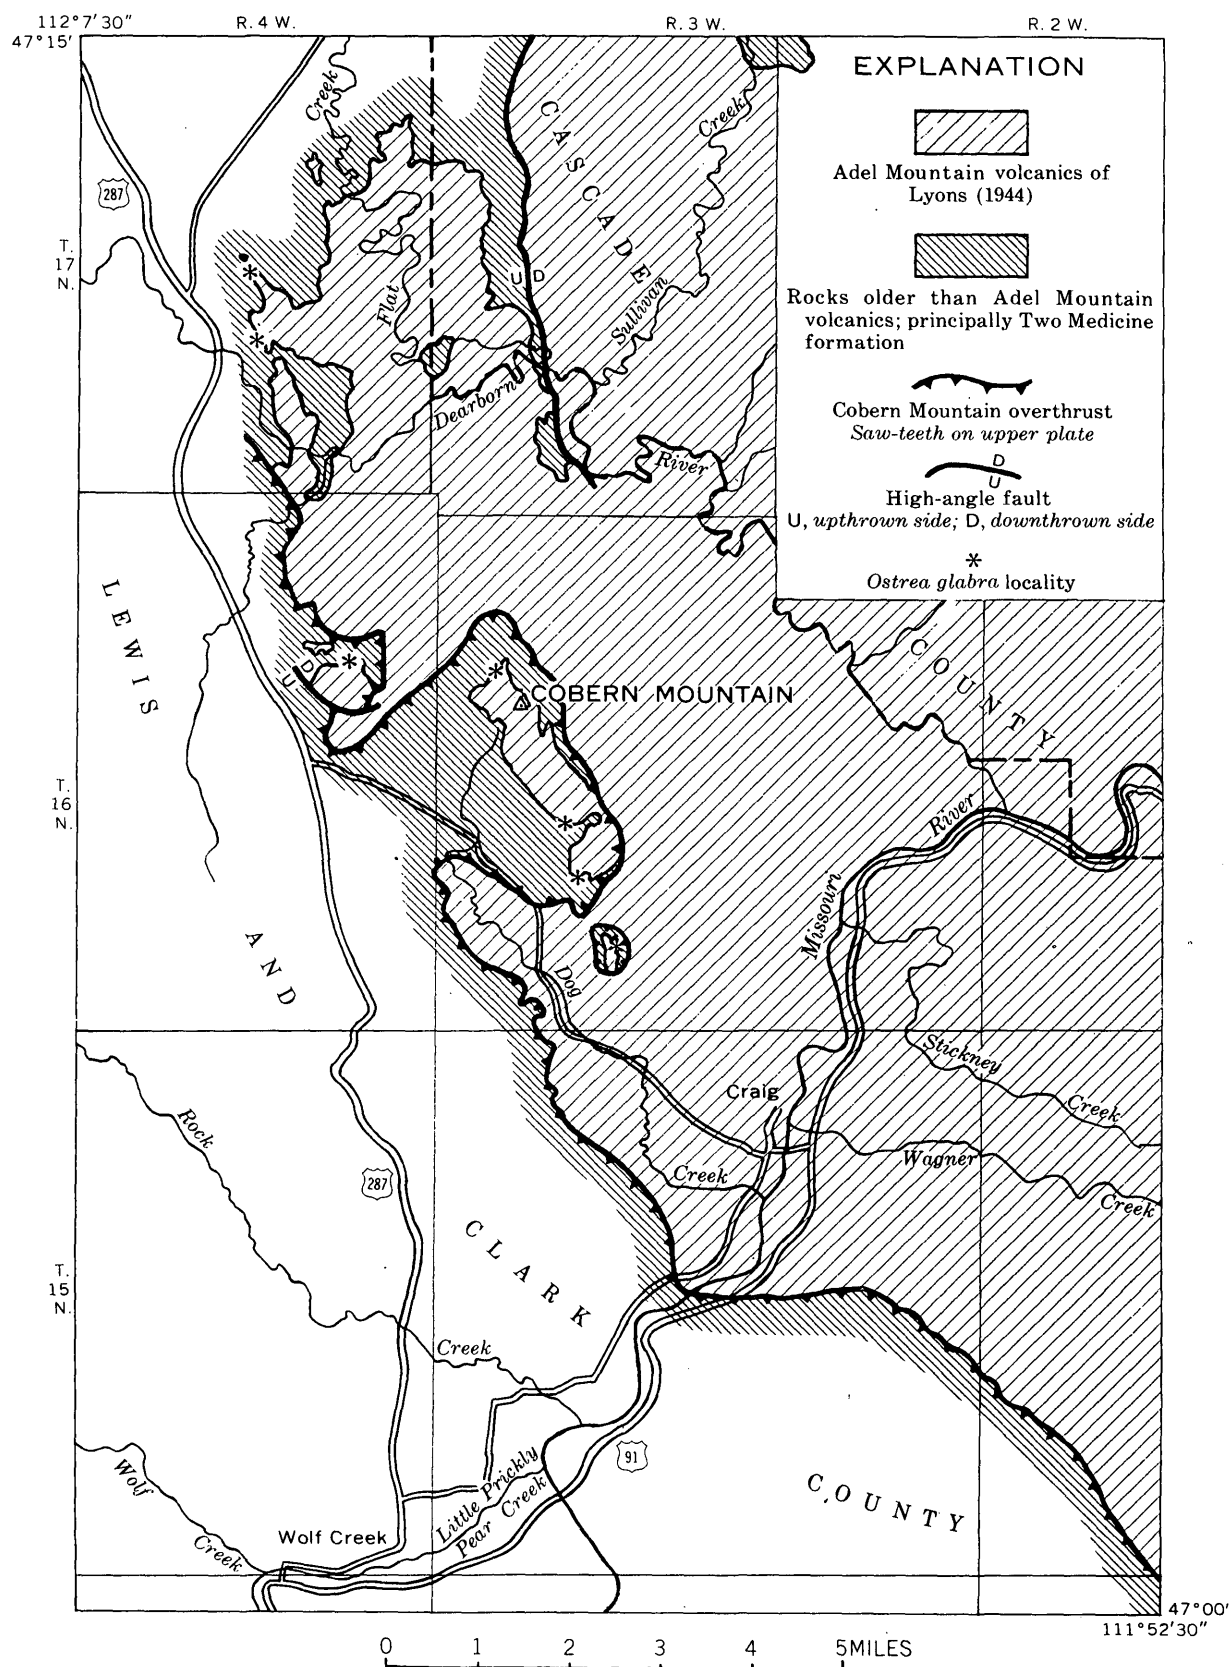 112°7'30"
R. 4 W.
R. 3 W.
R. 2 W.
47°15'
EXPLANATION
Adel Mountain volcanics of
Lyons (1944)
Rocks older than Adel Mountain
volcanics; principally Two Medicine
formation
Cobern Mountain overthrust
Saw-teeth on upper plate
D
U
High-angle fault
U, upthrown side; D, downthrown side
*
Ostrea glabra locality
Creek
CASCADE
Creek
287
T.
17
N.
*
U D
Flat
Sullivan
*
Dearborn
U
River
LEWIS
COUNTY
*
D
U
*
COBERN MOUNTAIN
T.
16
N.
*
River
*
Missouri
AND
*
Dog
Stickney
Creek
Craig
Rock
287
Creek
Wagner
Creek
CLARK
T.
15
N.
Creek
91
Wolf
Little Prickly
Pear Creek
COUNTY
Wolf Creek
Creek
47°00'
111°52'30"
0 1 2 3 4 5 MILES